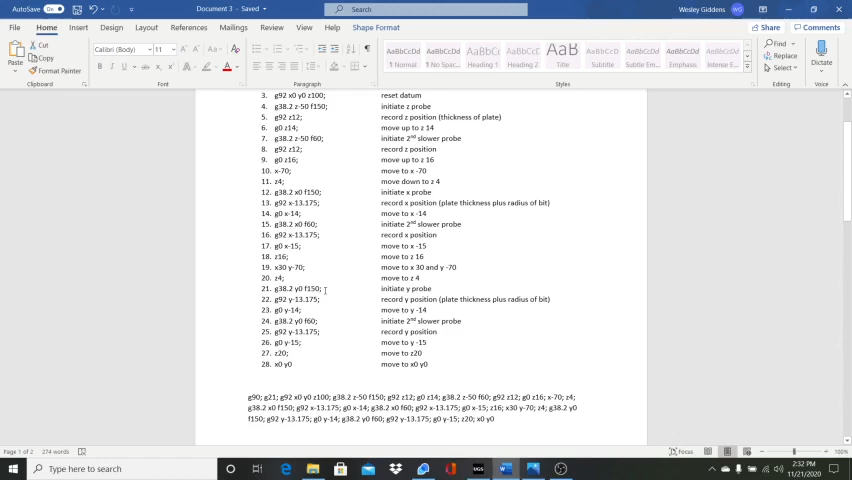 AutoSave On Document 3 - Saved Search Wesley Giddens WG
File Home Insert Draw Design Layout References Mailings Review View Help Shape Format Share Comments
Paste Cut Copy Format Painter Calibri (Body) 11 AaBbCcDd AaBbCcDd AaBbCc AaBbCcD AaB AaBbCcD AaBbCcDd AaBbCcDd AaBbCcDd Find Replace Select Dictate
¶ Normal No Spac... Heading 1 Heading 2 Title Subtitle Subtle Em... Emphasis Intense E...
Clipboard Font Paragraph Styles Editing Voice
3. g92 x0 y0 z100; reset datum
4. g38.2 z-50 f150; initiate z probe
5. g92 z12; record z position (thickness of plate)
6. g0 z14; move up to z 14
7. g38.2 z-50 f60; initiate 2nd slower probe
8. g92 z12; record z position
9. g0 z16; move up to z 16
10. x-70; move to x -70
11. z4; move down to z 4
12. g38.2 x0 f150; initiate x probe
13. g92 x-13.175; record x position (plate thickness plus radius of bit)
14. g0 x-14; move to x -14
15. g38.2 x0 f60; initiate 2nd slower probe
16. g92 x-13.175; record x position
17. g0 x-15; move to x -15
18. z16; move to z 16
19. x30 y-70; move to x 30 and y -70
20. z4; move to z 4
21. g38.2 y0 f150; initiate y probe
22. g92 y-13.175; record y position (plate thickness plus radius of bit)
23. g0 y-14; move to y -14
24. g38.2 y0 f60; initiate 2nd slower probe
25. g92 y-13.175; record y position
26. g0 y-15; move to y -15
27. z20; move to z20
28. x0 y0 move to x0 y0
g90; g21; g92 x0 y0 z100; g38.2 z-50 f150; g92 z12; g0 z14; g38.2 z-50 f60; g92 z12; g0 z16; x-70; z4;
g38.2 x0 f150; g92 x-13.175; g0 x-14; g38.2 x0 f60; g92 x-13.175; g0 x-15; z16; x30 y-70; z4; g38.2 y0
f150; g92 y-13.175; g0 y-14; g38.2 y0 f60; g92 y-13.175; g0 y-15; z20; x0 y0
Page 1 of 2 274 words Focus 100%
Type here to search UGS 2:32 PM
11/21/2020